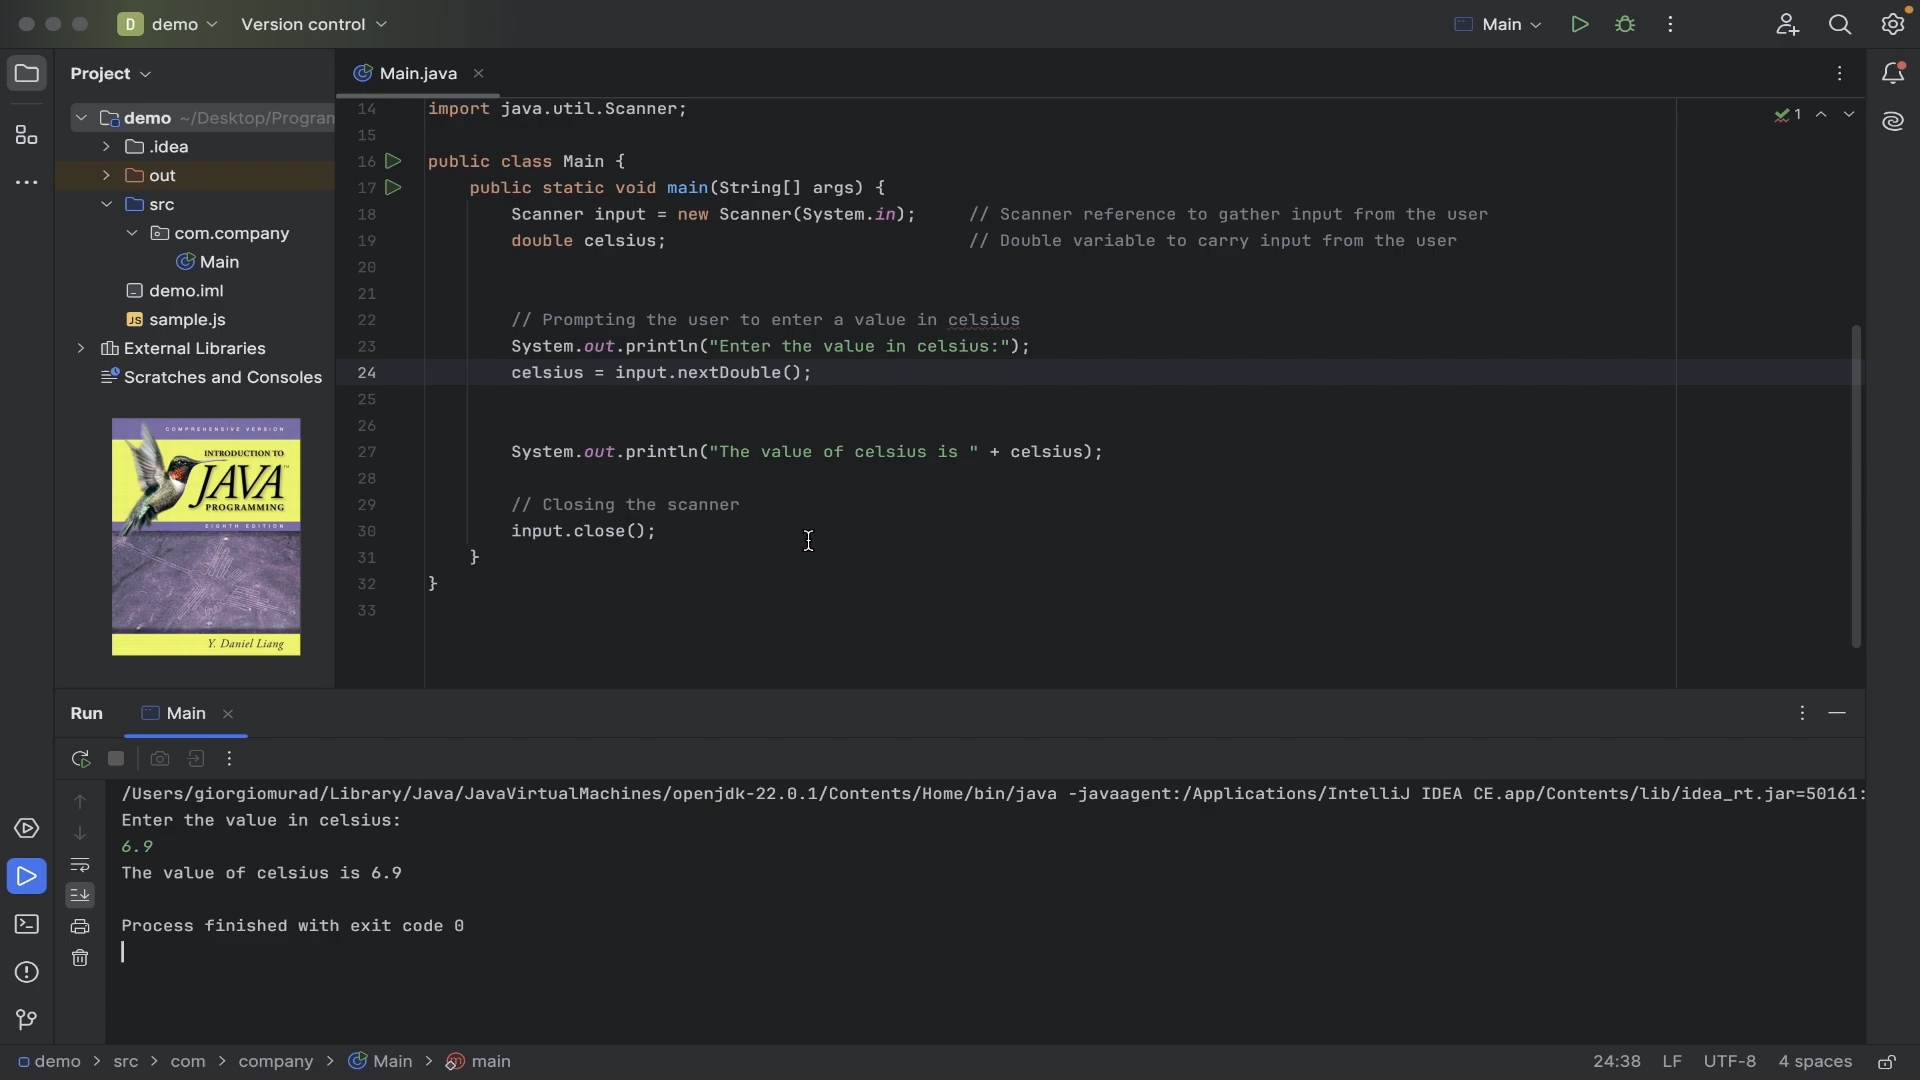 D demo Version control Main
Project Main.java
demo ~/Desktop/Program
.idea
out
src
com.company
Main
demo.iml
JS sample.js
External Libraries
Scratches and Consoles
COMPREHENSIVE VERSION
INTRODUCTION TO
JAVA™
PROGRAMMING
EIGHTH EDITION
Y. Daniel Liang
1
14 import java.util.Scanner;
15
16 public class Main {
17 public static void main(String[] args) {
18 Scanner input = new Scanner(System.in); // Scanner reference to gather input from the user
19 double celsius; // Double variable to carry input from the user
20
21
22 // Prompting the user to enter a value in celsius
23 System.out.println("Enter the value in celsius:");
24 celsius = input.nextDouble();
25
26
27 System.out.println("The value of celsius is " + celsius);
28
29 // Closing the scanner
30 input.close();
31 }
32 }
33
Run Main
/Users/giorgiomurad/Library/Java/JavaVirtualMachines/openjdk-22.0.1/Contents/Home/bin/java -javaagent:/Applications/IntelliJ IDEA CE.app/Contents/lib/idea_rt.jar=50161:
Enter the value in celsius:
6.9
The value of celsius is 6.9
Process finished with exit code 0
demo > src > com > company > Main > m main 24:38 LF UTF-8 4 spaces